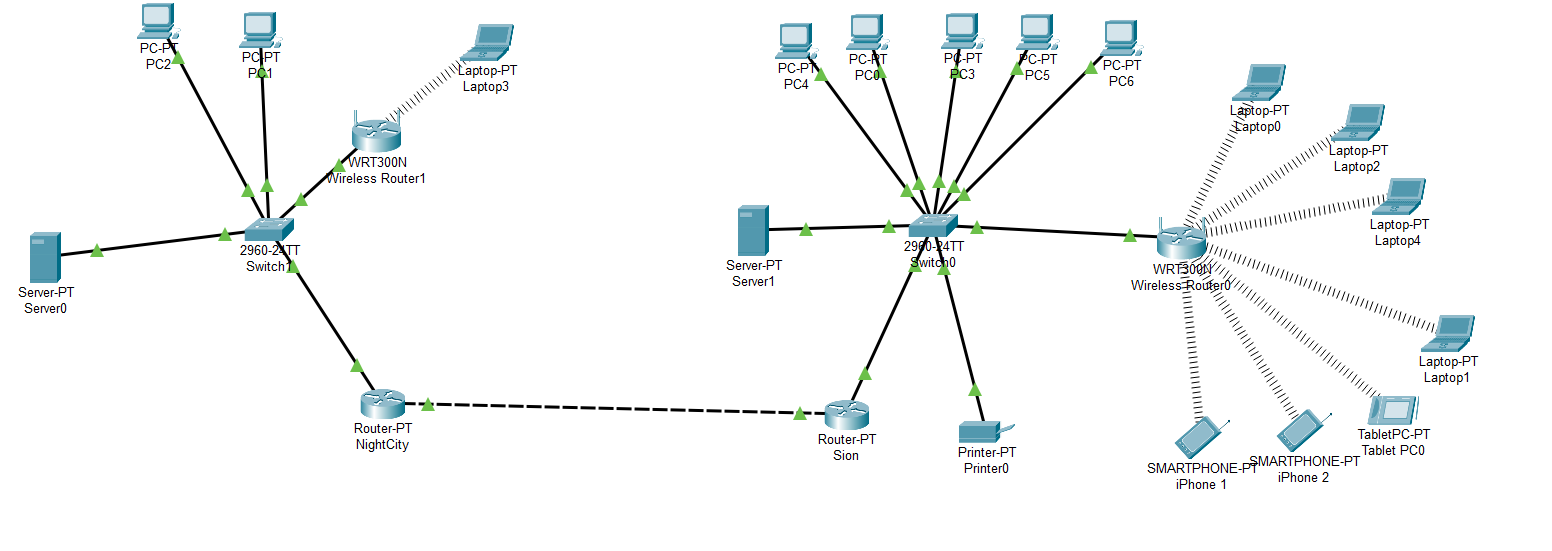 PC-PT
PC2
PC-PT
PC1
Laptop-PT
Laptop3
WRT300N
Wireless Router1
2960-24TT
Switch1
Server-PT
Server0
Router-PT
NightCity
PC-PT
PC4
PC-PT
PC0
PC-PT
PC3
PC-PT
PC5
PC-PT
PC6
Server-PT
Server1
2960-24TT
Switch0
Router-PT
Sion
Printer-PT
Printer0
WRT300N
Wireless Router0
Laptop-PT
Laptop0
Laptop-PT
Laptop2
Laptop-PT
Laptop4
Laptop-PT
Laptop1
TabletPC-PT
Tablet PC0
SMARTPHONE-PT
iPhone 2
SMARTPHONE-PT
iPhone 1